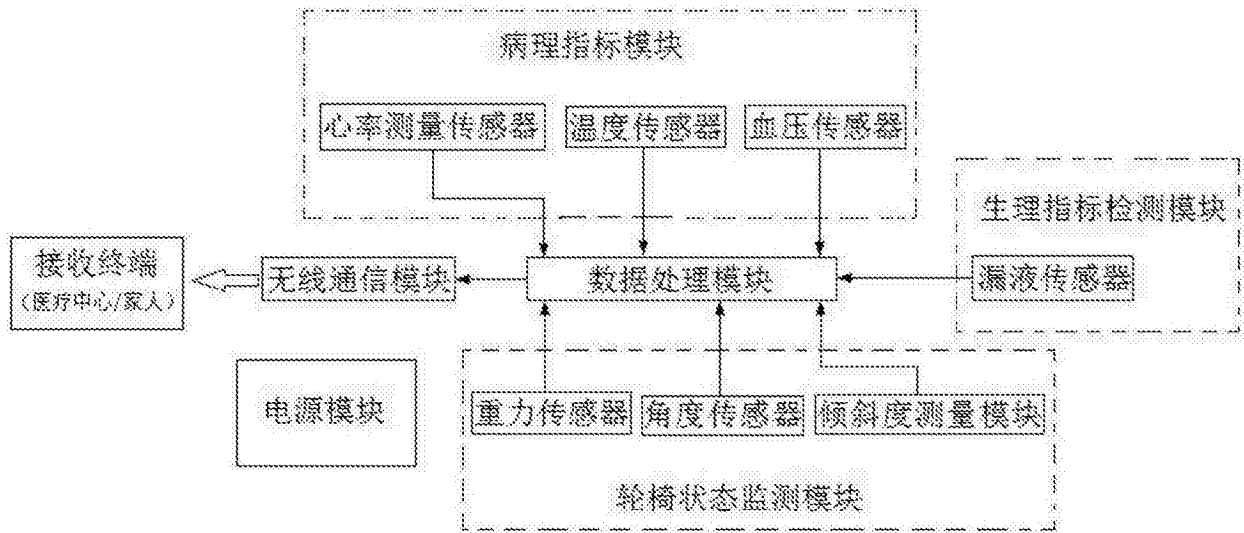 病理指标模块
心率测量传感器
温度传感器
血压传感器
生理指标检测模块
接收终端
（医疗中心/家人）
无线通信模块
数据处理模块
漏液传感器
电源模块
重力传感器
角度传感器
倾斜度测量模块
轮椅状态监测模块